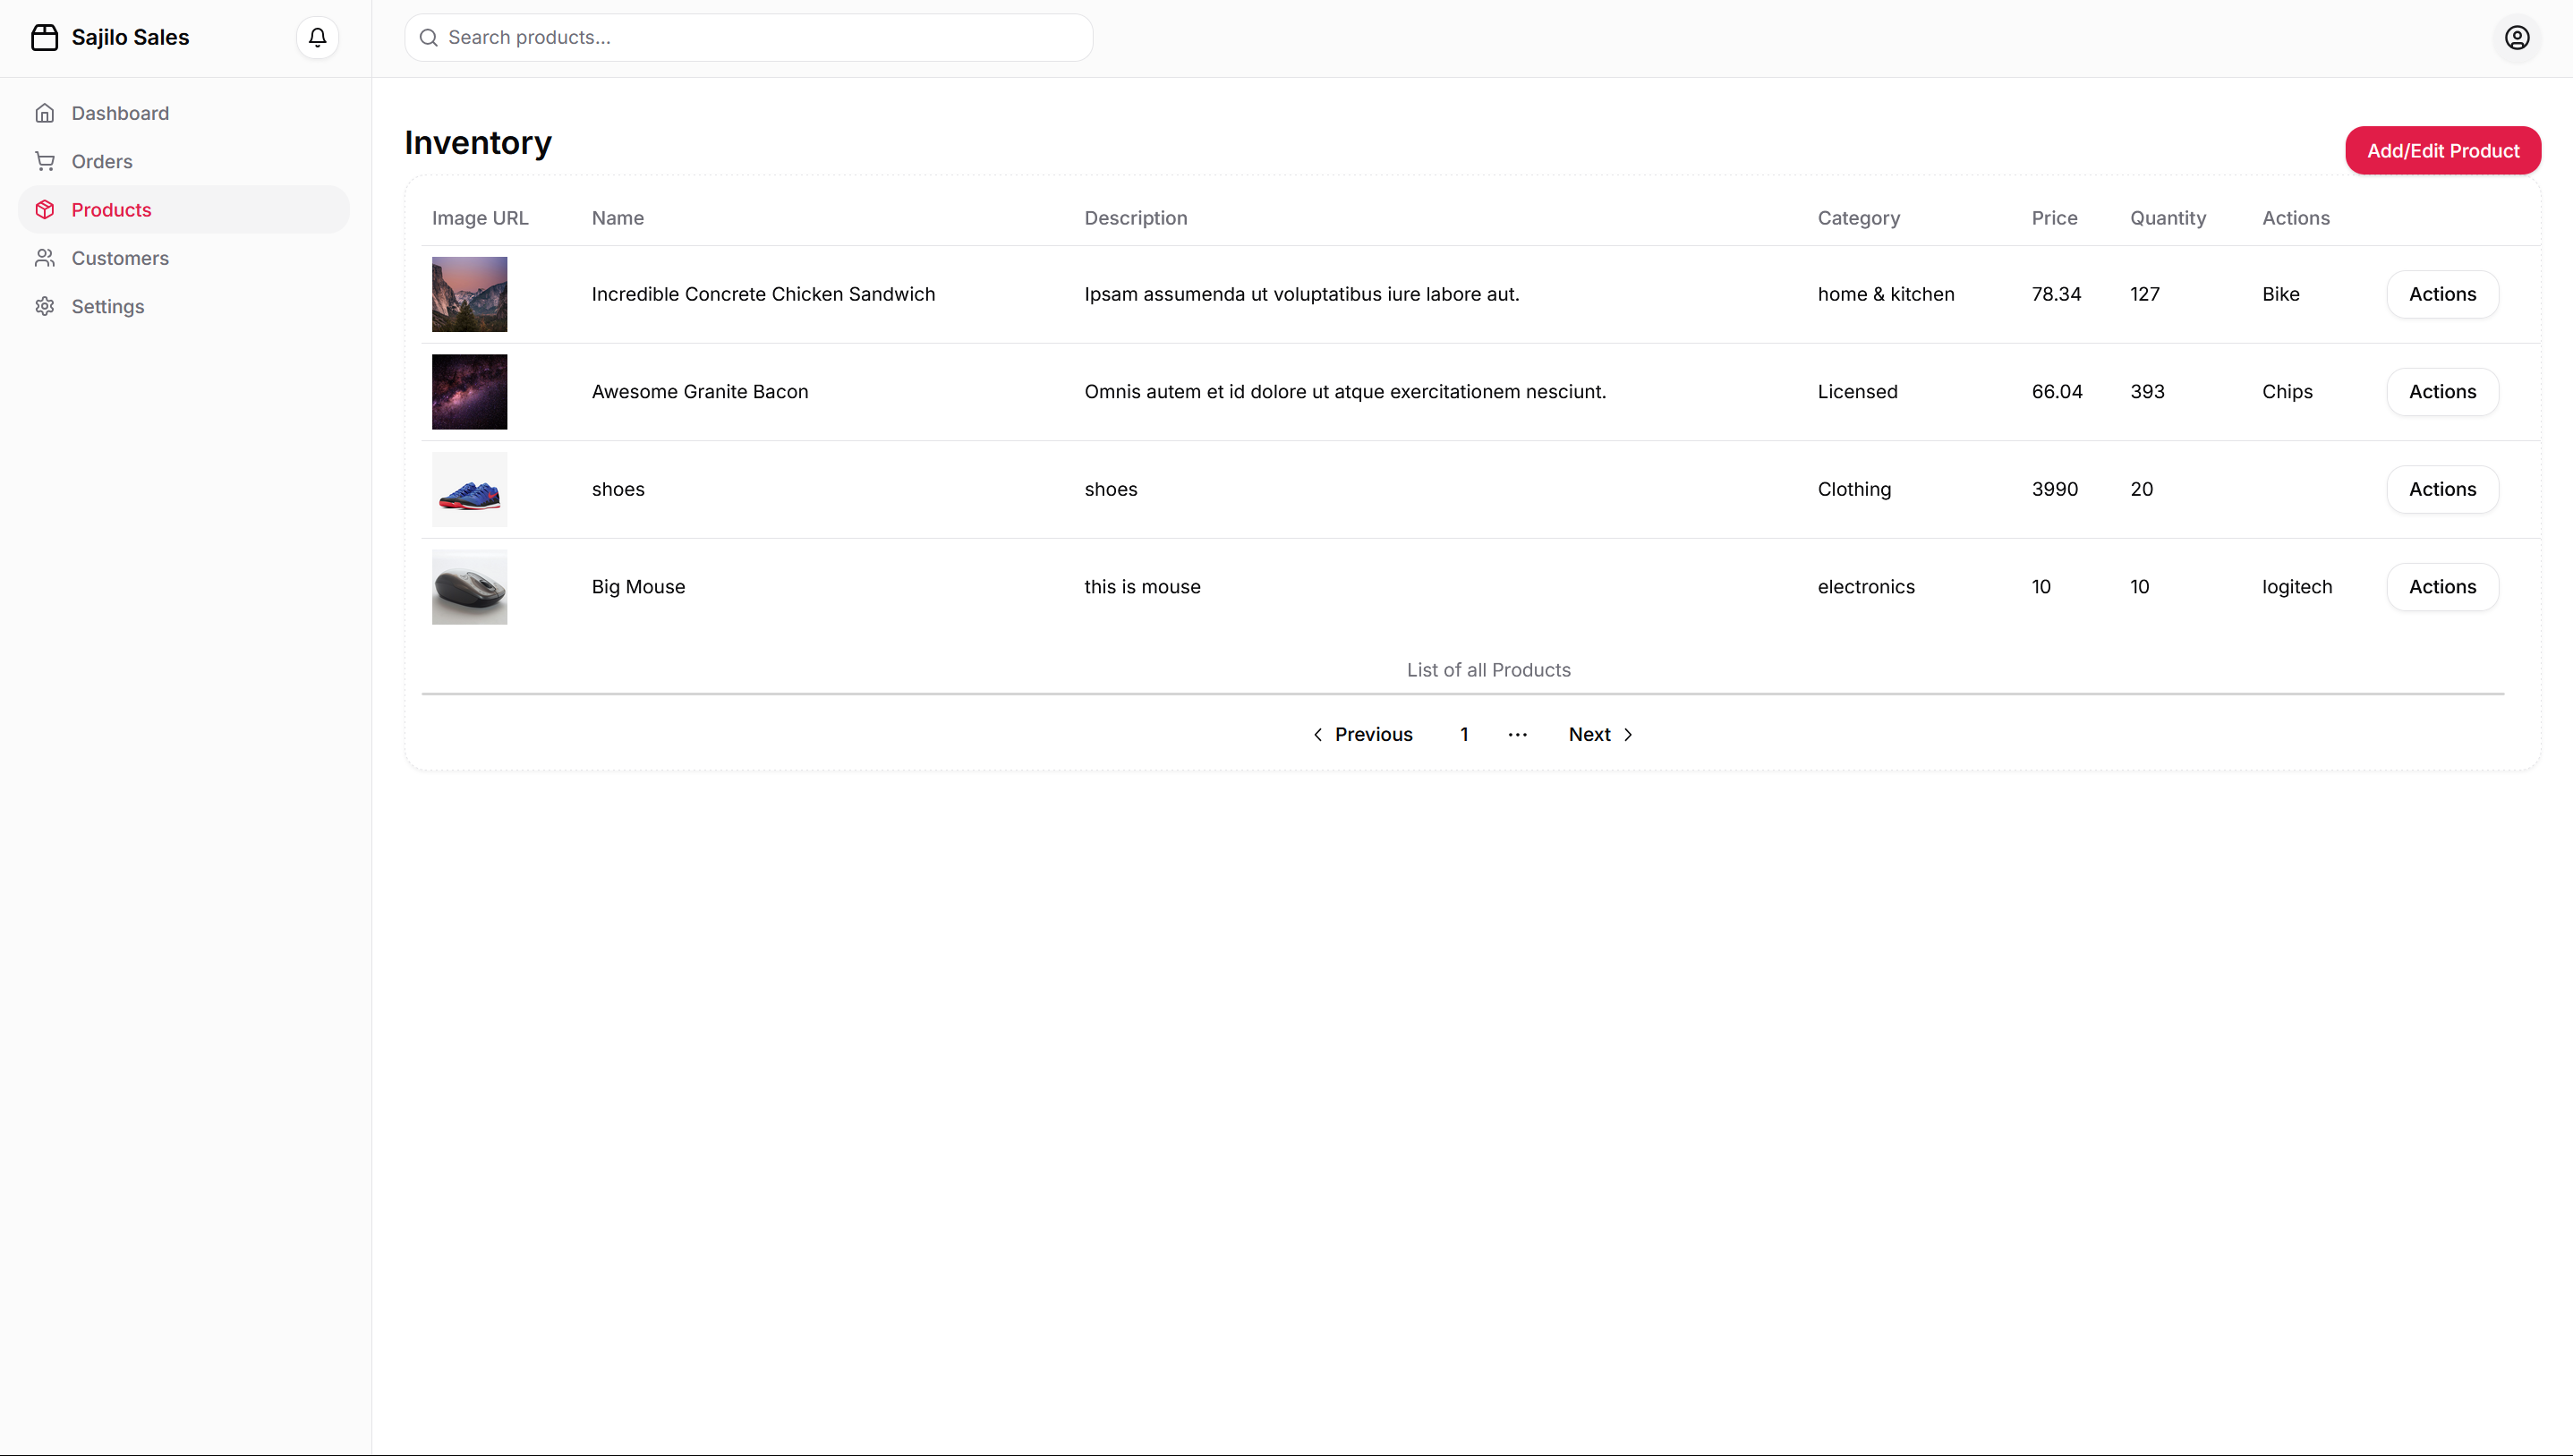 Sajilo Sales
Search products...
Dashboard
Orders
Products
Customers
Settings
Inventory
Add/Edit Product
Image URL Name Description Category Price Quantity Actions
Incredible Concrete Chicken Sandwich Ipsam assumenda ut voluptatibus iure labore aut. home & kitchen 78.34 127 Bike Actions
Awesome Granite Bacon Omnis autem et id dolore ut atque exercitationem nesciunt. Licensed 66.04 393 Chips Actions
shoes shoes Clothing 3990 20 Actions
Big Mouse this is mouse electronics 10 10 logitech Actions
List of all Products
Previous 1 ... Next